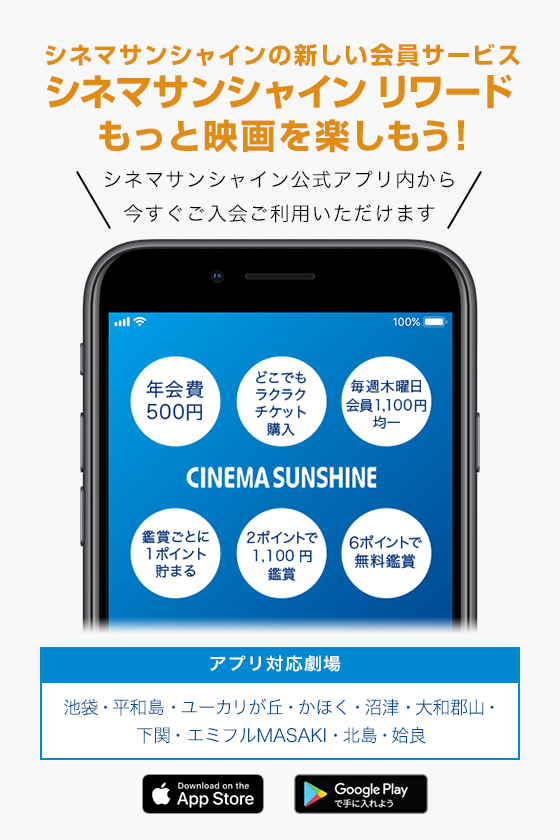 シネマサンシャインの新しい会員サービス
シネマサンシャイン リワード
もっと映画を楽しもう!
シネマサンシャイン公式アプリ内から
今すぐご入会ご利用いただけます
100%
年会費
500円
どこでも
ラクラク
チケット
購入
毎週木曜日
会員1,100円
均一
CINEMA SUNSHINE
鑑賞ごとに
1ポイント
貯まる
2ポイントで
1,100 円
鑑賞
6ポイントで
無料鑑賞
アプリ対応劇場
池袋・平和島・ユーカリが丘・かほく・沼津・大和郡山・
下関・エミフルMASAKI・北島・姶良
Download on the
App Store
Google Play
で手に入れよう